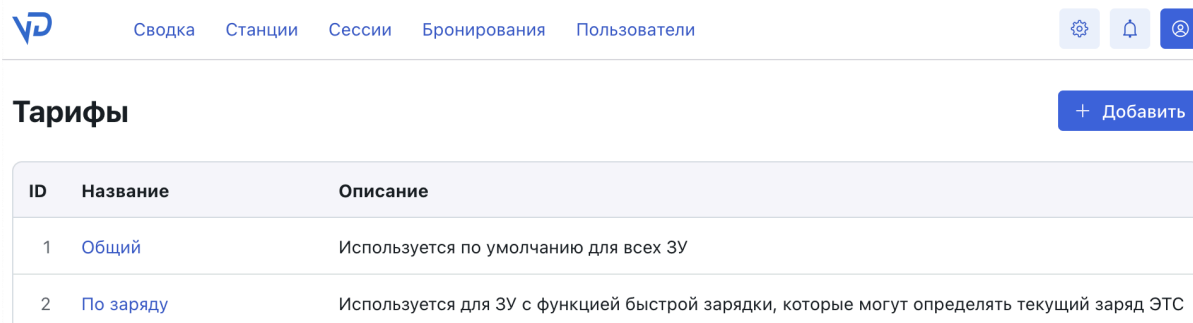 VD
Сводка Станции Сессии Бронирования Пользователи
Тарифы
+ Добавить
ID Название Описание
1 Общий Используется по умолчанию для всех ЗУ
2 По заряду Используется для ЗУ с функцией быстрой зарядки, которые могут определять текущий заряд ЭТС